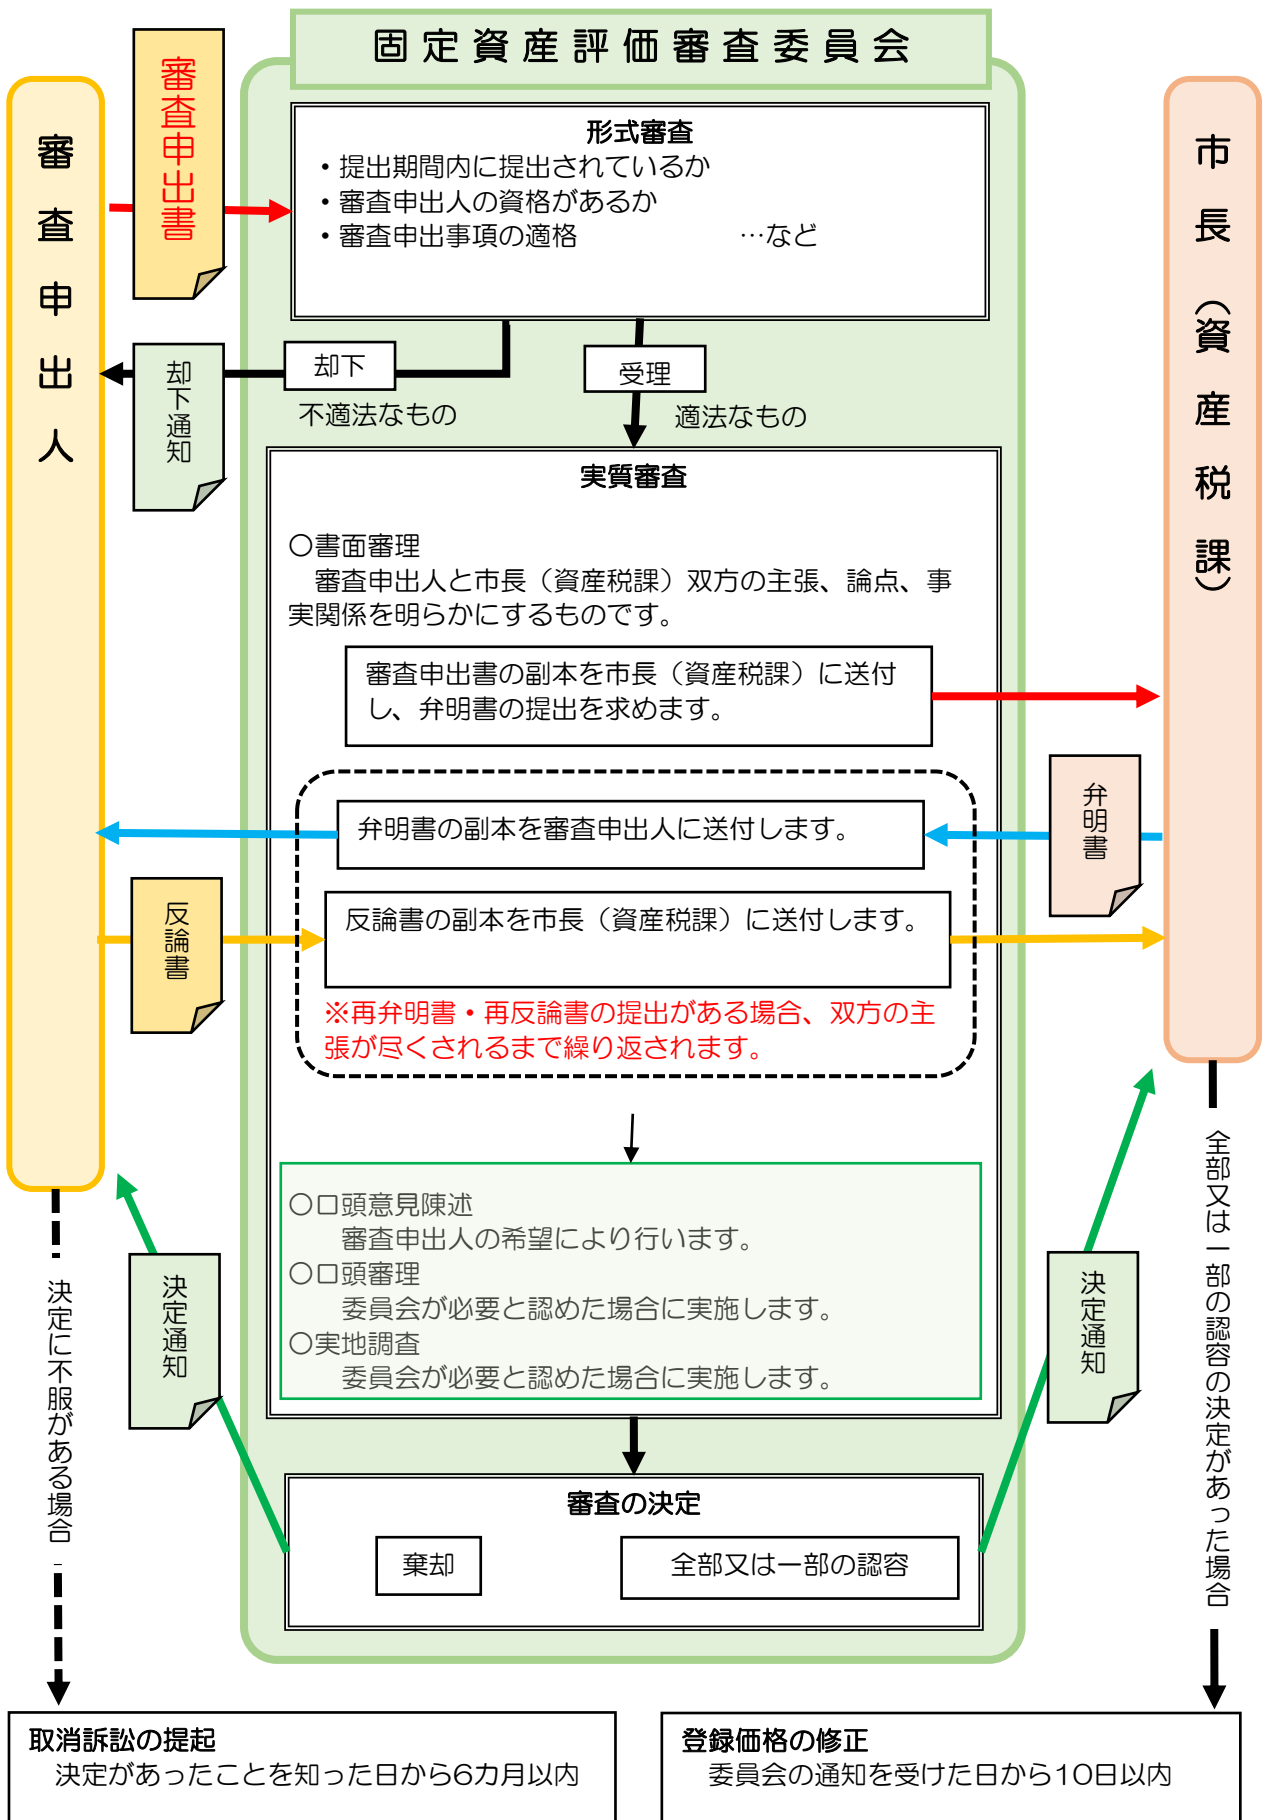 固定資産評価審査委員会
審査申出人
審査申出書
市長（資産税課）
形式審査
・提出期間内に提出されているか
・審査申出人の資格があるか
・審査申出事項の適格　　　　　　…など
却下
受理
却下通知
不適法なもの
適法なもの
実質審査
○書面審理
審査申出人と市長（資産税課）双方の主張、論点、事
実関係を明らかにするものです。
審査申出書の副本を市長（資産税課）に送付
し、弁明書の提出を求めます。
弁明書
弁明書の副本を審査申出人に送付します。
反論書
反論書の副本を市長（資産税課）に送付します。
※再弁明書・再反論書の提出がある場合、双方の主
張が尽くされるまで繰り返されます。
○口頭意見陳述
審査申出人の希望により行います。
○口頭審理
委員会が必要と認めた場合に実施します。
○実地調査
委員会が必要と認めた場合に実施します。
決定通知
決定通知
決定に不服がある場合
全部又は一部の認容の決定があった場合
審査の決定
棄却
全部又は一部の認容
取消訴訟の提起
決定があったことを知った日から6カ月以内
登録価格の修正
委員会の通知を受けた日から10日以内